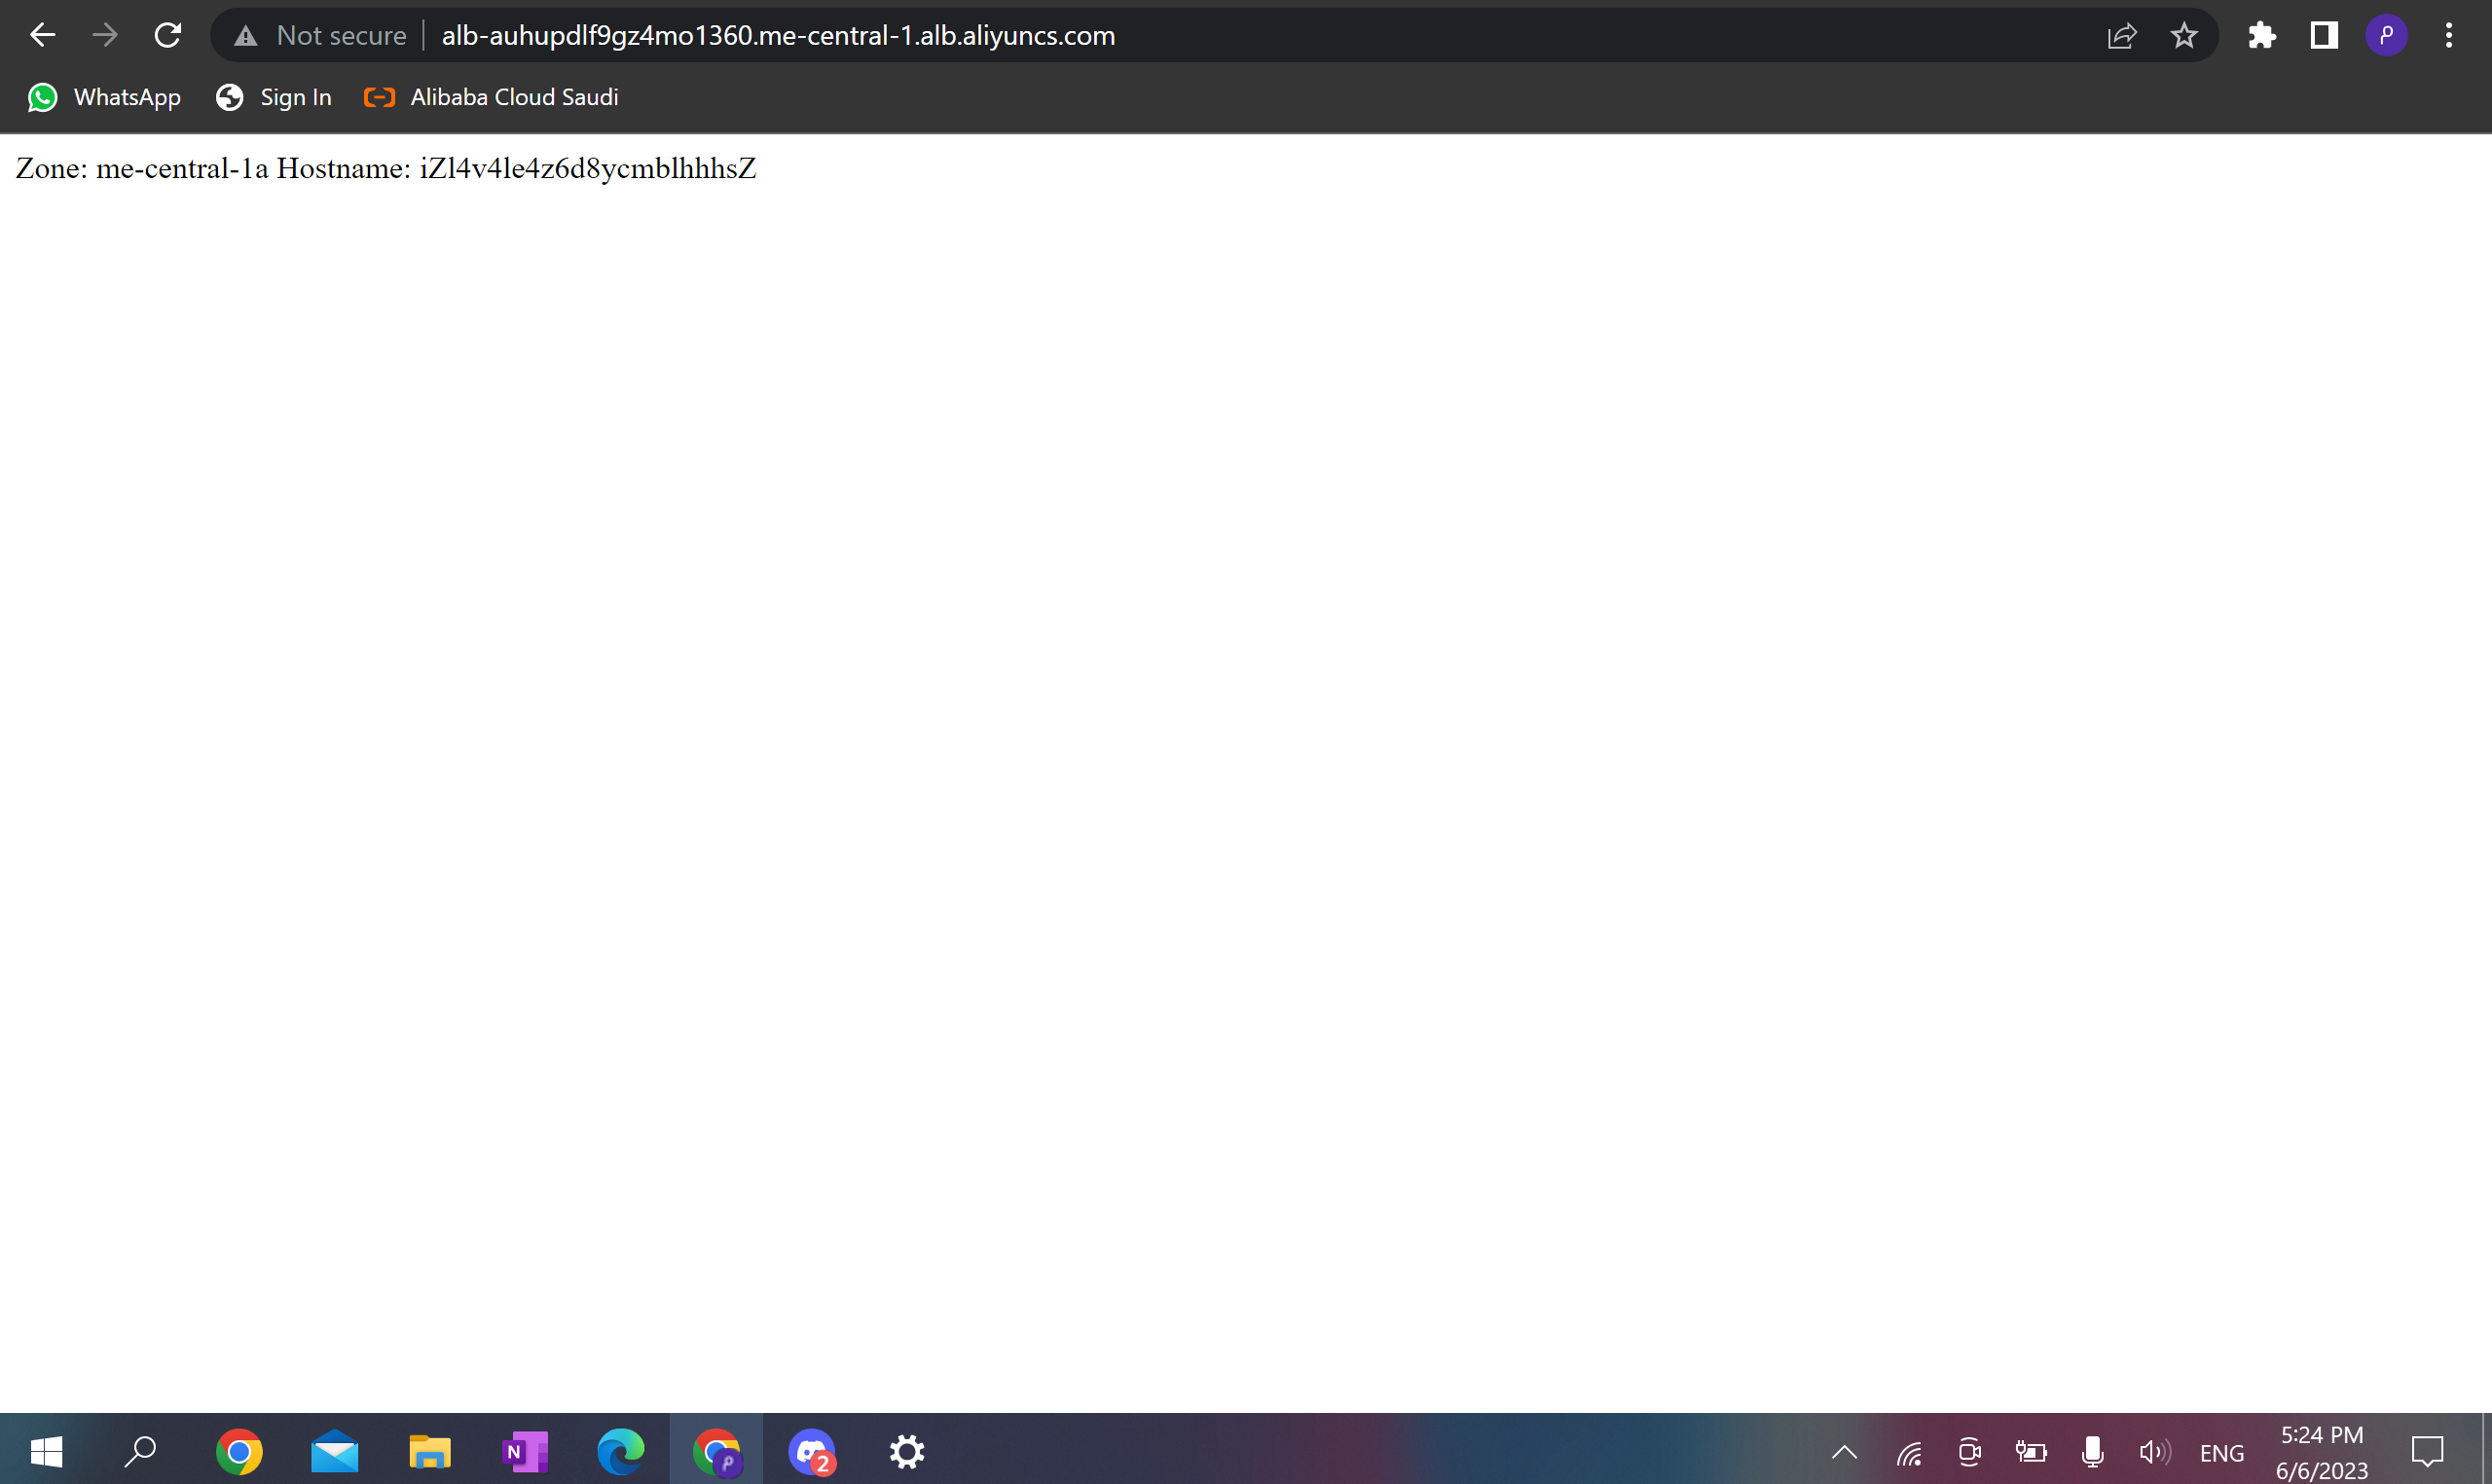 Not secure alb-auhupdlf9gz4mo1360.me-central-1.alb.aliyuncs.com
WhatsApp Sign In Alibaba Cloud Saudi
Zone: me-central-1a Hostname: iZl4v4le4z6d8ycmblhhhsZ
N
2
ENG
5:24 PM
6/6/2023